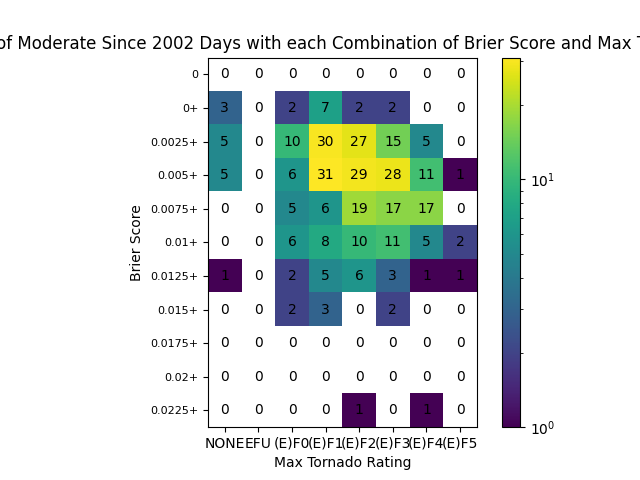 of Moderate Since 2002 Days with each Combination of Brier Score and Max T
0 0 0 0 0 0 0 0 0
0+ 3 0 2 7 2 2 0 0
0.0025+ 5 0 10 30 27 15 5 0
0.005+ 5 0 6 31 29 28 11 1
0.0075+ 0 0 5 6 19 17 17 0
0.01+ 0 0 6 8 10 11 5 2
0.0125+ 1 0 2 5 6 3 1 1
0.015+ 0 0 2 3 0 2 0 0
0.0175+ 0 0 0 0 0 0 0 0
0.02+ 0 0 0 0 0 0 0 0
0.0225+ 0 0 0 0 1 0 1 0
NONE EFU (E)F0 (E)F1 (E)F2 (E)F3 (E)F4 (E)F5
Max Tornado Rating
Brier Score
10¹
10⁰